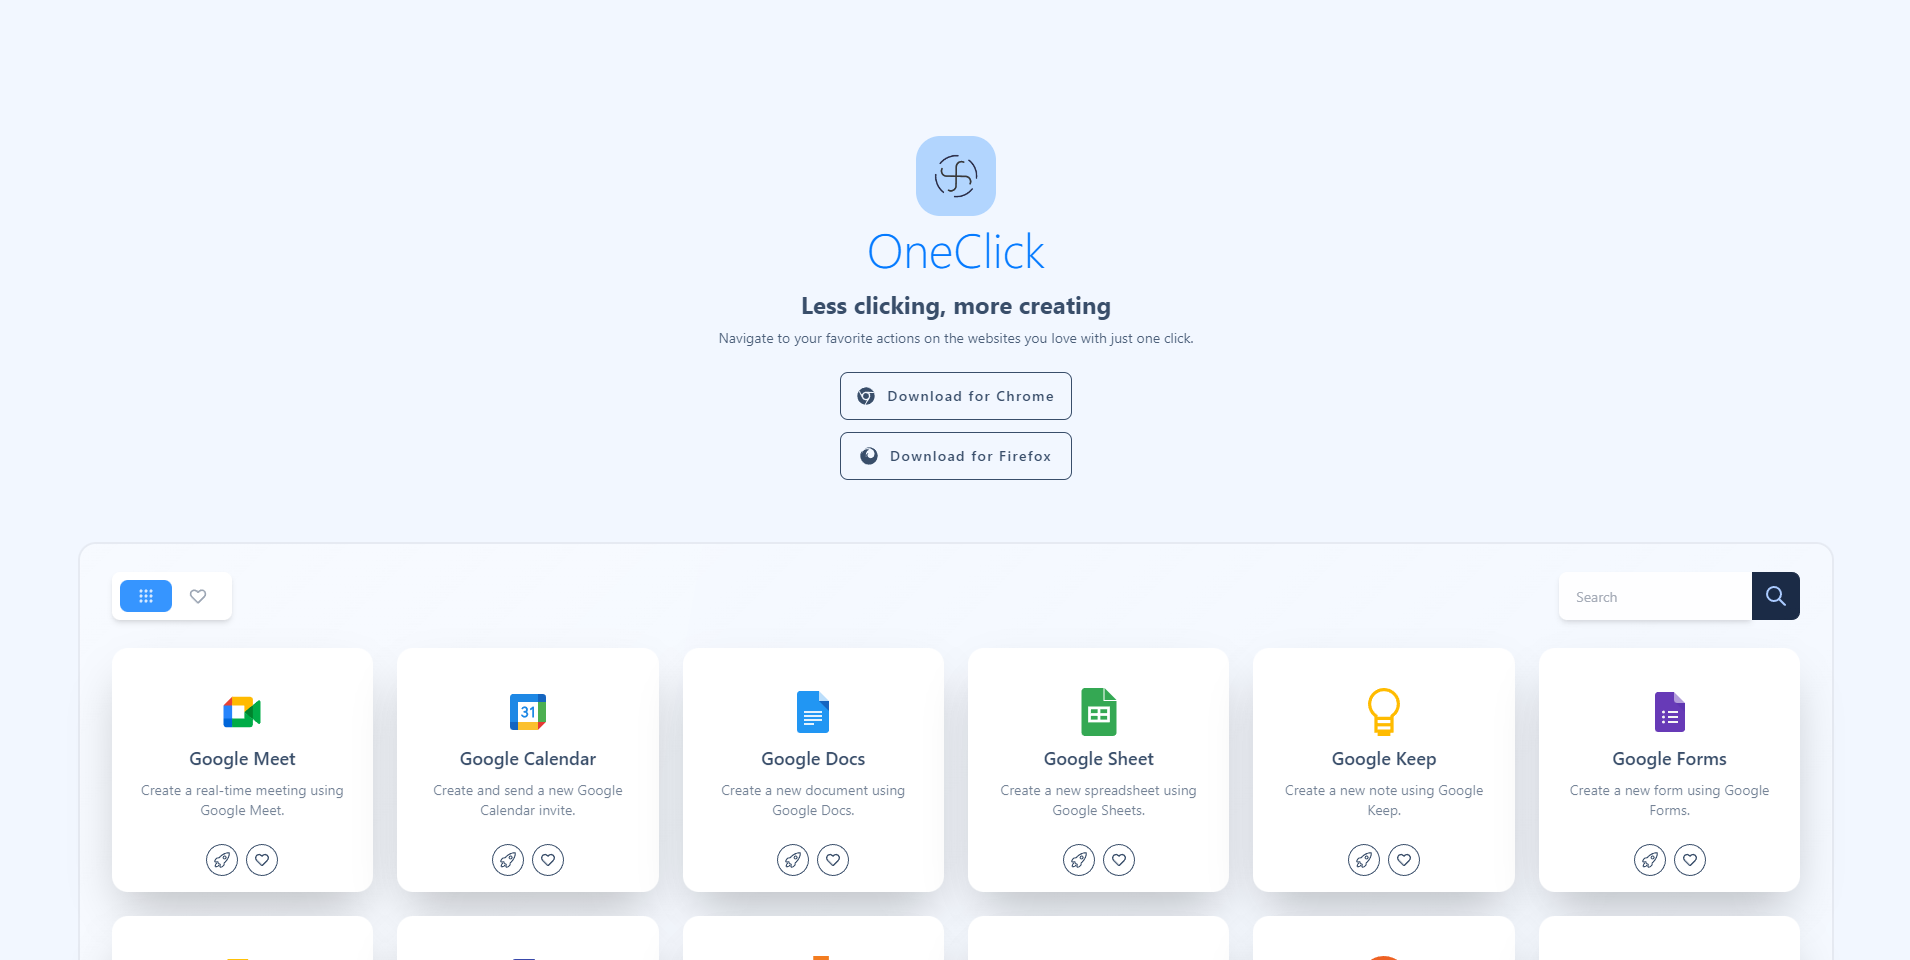 OneClick
Less clicking, more creating
Navigate to your favorite actions on the websites you love with just one click.
Download for Chrome
Download for Firefox
Search
31
Google Meet
Create a real-time meeting using
Google Meet.
Google Calendar
Create and send a new Google
Calendar invite.
Google Docs
Create a new document using
Google Docs.
Google Sheet
Create a new spreadsheet using
Google Sheets.
Google Keep
Create a new note using Google
Keep.
Google Forms
Create a new form using Google
Forms.